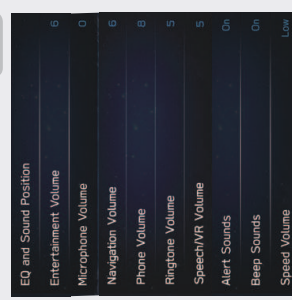 EQ and Sound Position
Entertainment Volume 6
Microphone Volume 0
Navigation Volume 6
Phone Volume 8
Ringtone Volume 5
Speech/VR Volume 5
Alert Sounds On
Beep Sounds On
Speed Volume Low